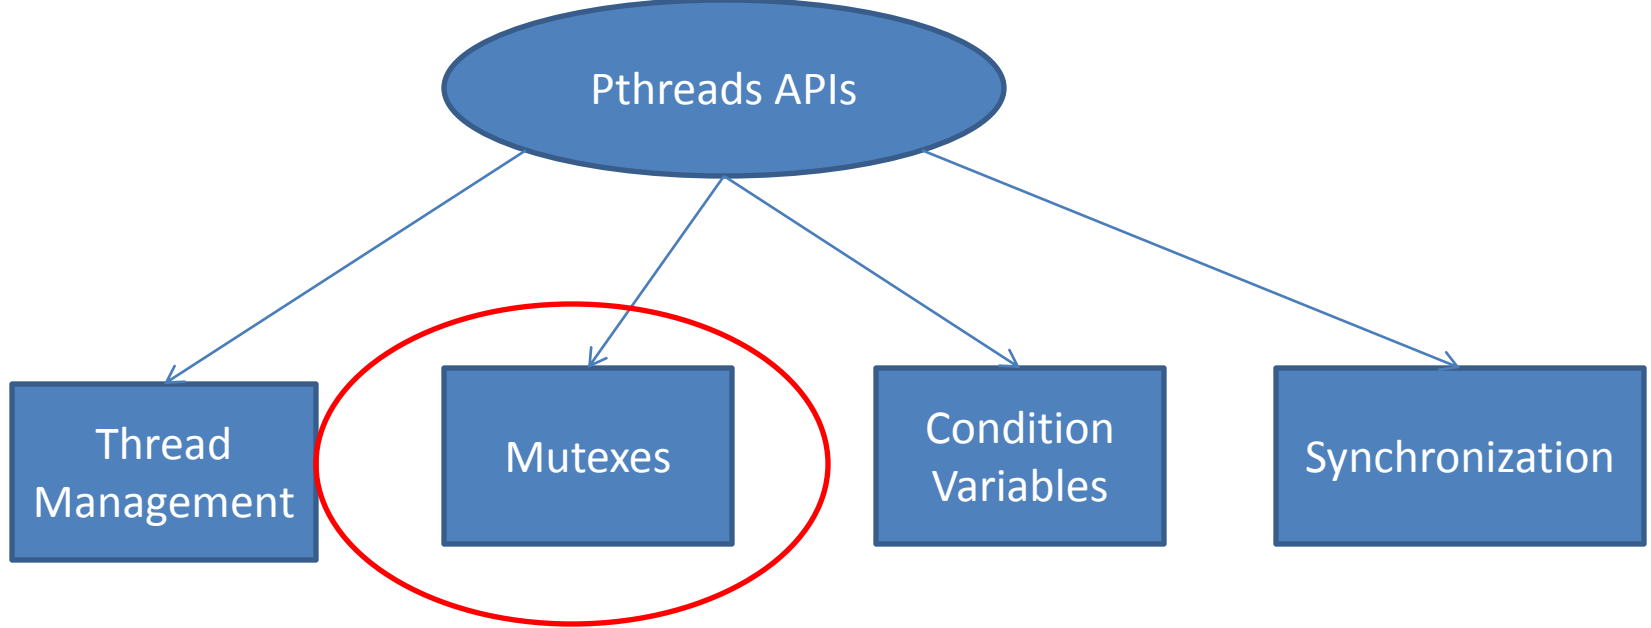 Pthreads APIs
Thread
Management
Mutexes
Condition
Variables
Synchronization